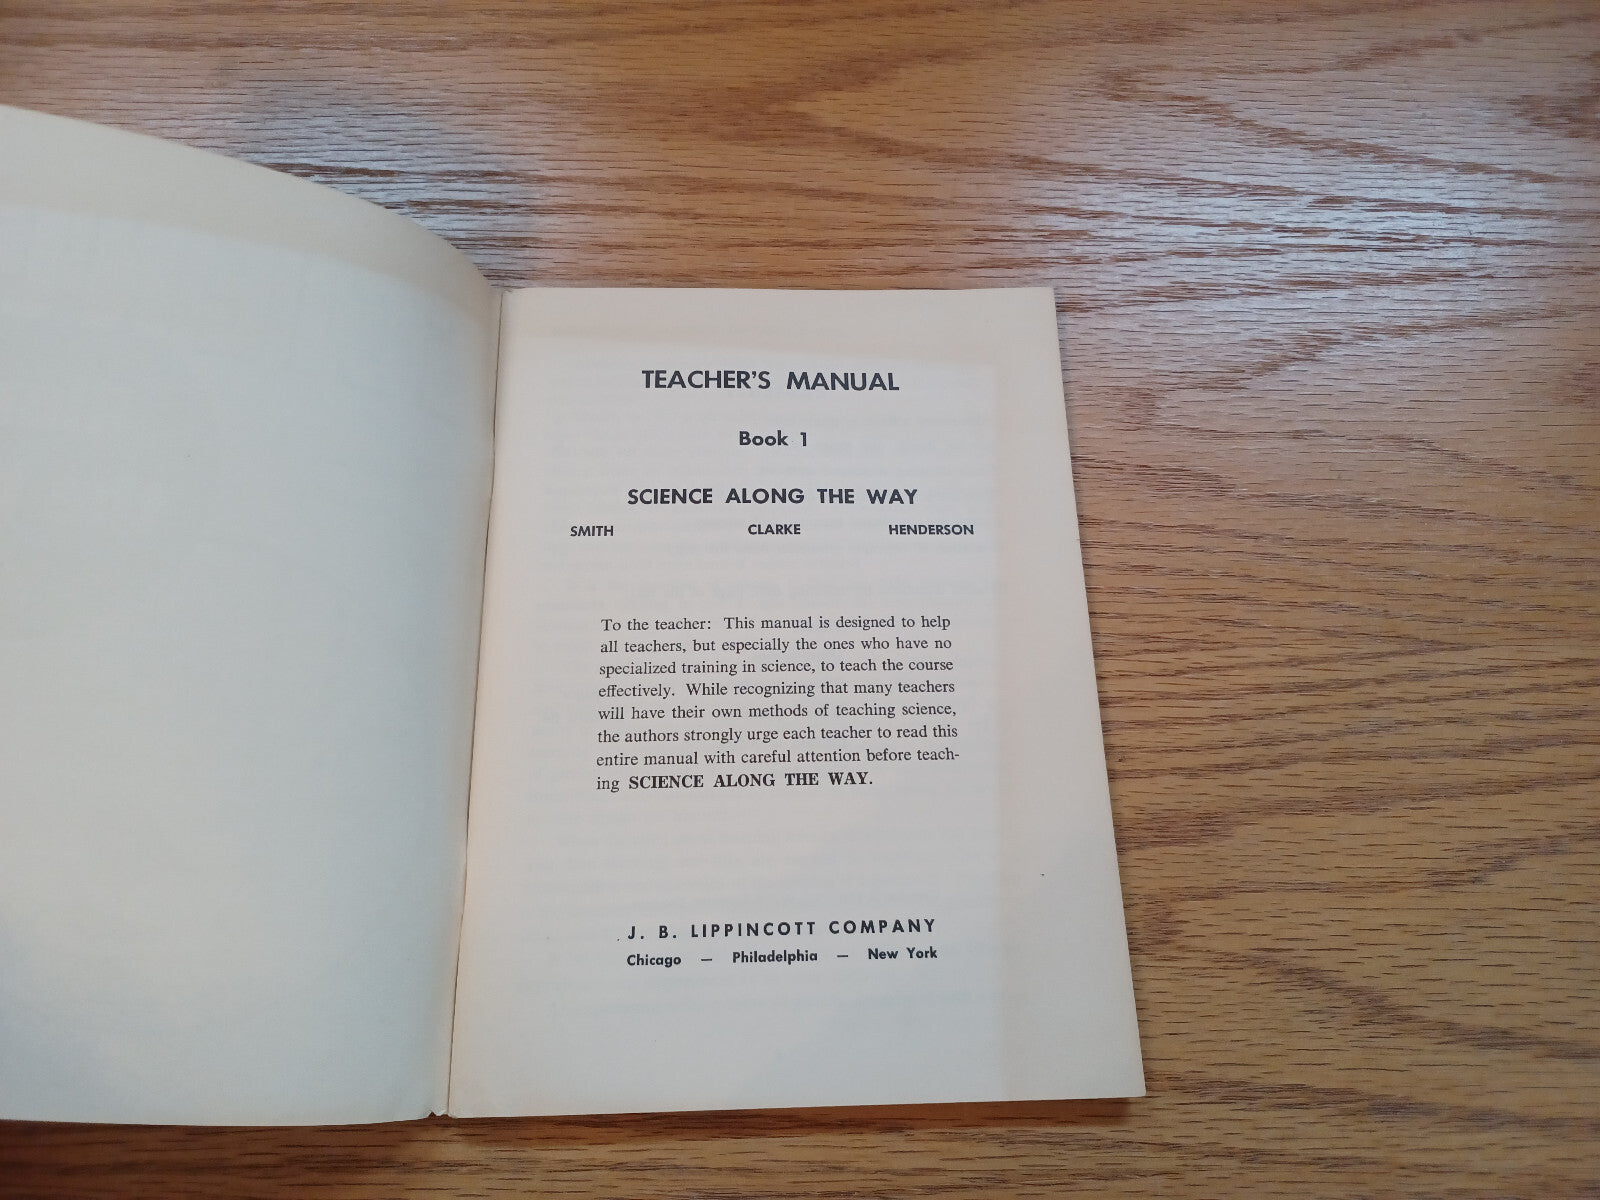 TEACHER'S MANUAL
Book 1
SCIENCE ALONG THE WAY
SMITH CLARKE HENDERSON
To the teacher: This manual is designed to help
all teachers, but especially the ones who have no
specialized training in science, to teach the course
effectively. While recognizing that many teachers
will have their own methods of teaching science,
the authors strongly urge each teacher to read this
entire manual with careful attention before teach-
ing SCIENCE ALONG THE WAY.
J. B. LIPPINCOTT COMPANY
Chicago — Philadelphia — New York